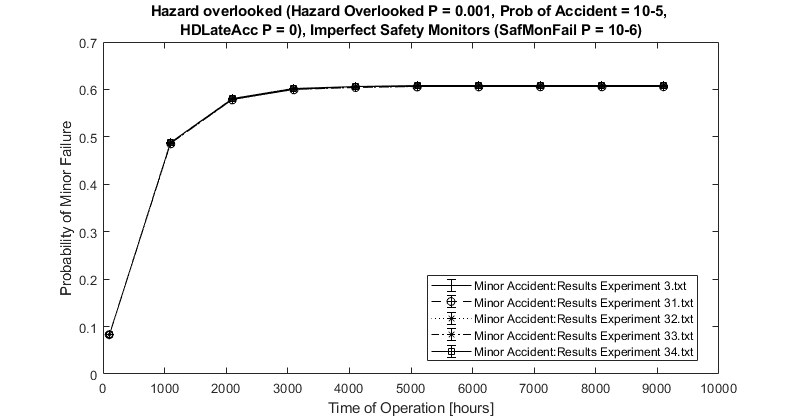 Hazard overlooked (Hazard Overlooked P = 0.001, Prob of Accident = 10-5,
HDLateAcc P = 0), Imperfect Safety Monitors (SafMonFail P = 10-6)
Probability of Minor Failure
0.7
0.6
0.5
0.4
0.3
0.2
0.1
0
Minor Accident:Results Experiment 3.txt
Minor Accident:Results Experiment 31.txt
Minor Accident:Results Experiment 32.txt
Minor Accident:Results Experiment 33.txt
Minor Accident:Results Experiment 34.txt
0 1000 2000 3000 4000 5000 6000 7000 8000 9000 10000
Time of Operation [hours]